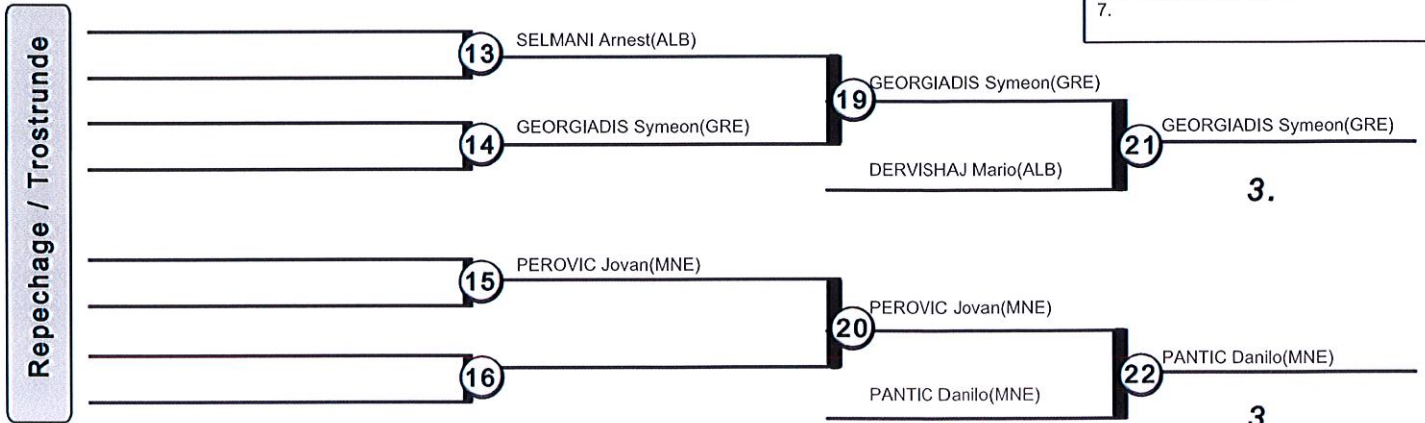 7.
Repechage / Trostrunde
13
SELMANI Arnest(ALB)
14
GEORGIADIS Symeon(GRE)
19
GEORGIADIS Symeon(GRE)
DERVISHAJ Mario(ALB)
21
GEORGIADIS Symeon(GRE)
3.
15
PEROVIC Jovan(MNE)
16
20
PEROVIC Jovan(MNE)
PANTIC Danilo(MNE)
22
PANTIC Danilo(MNE)
3